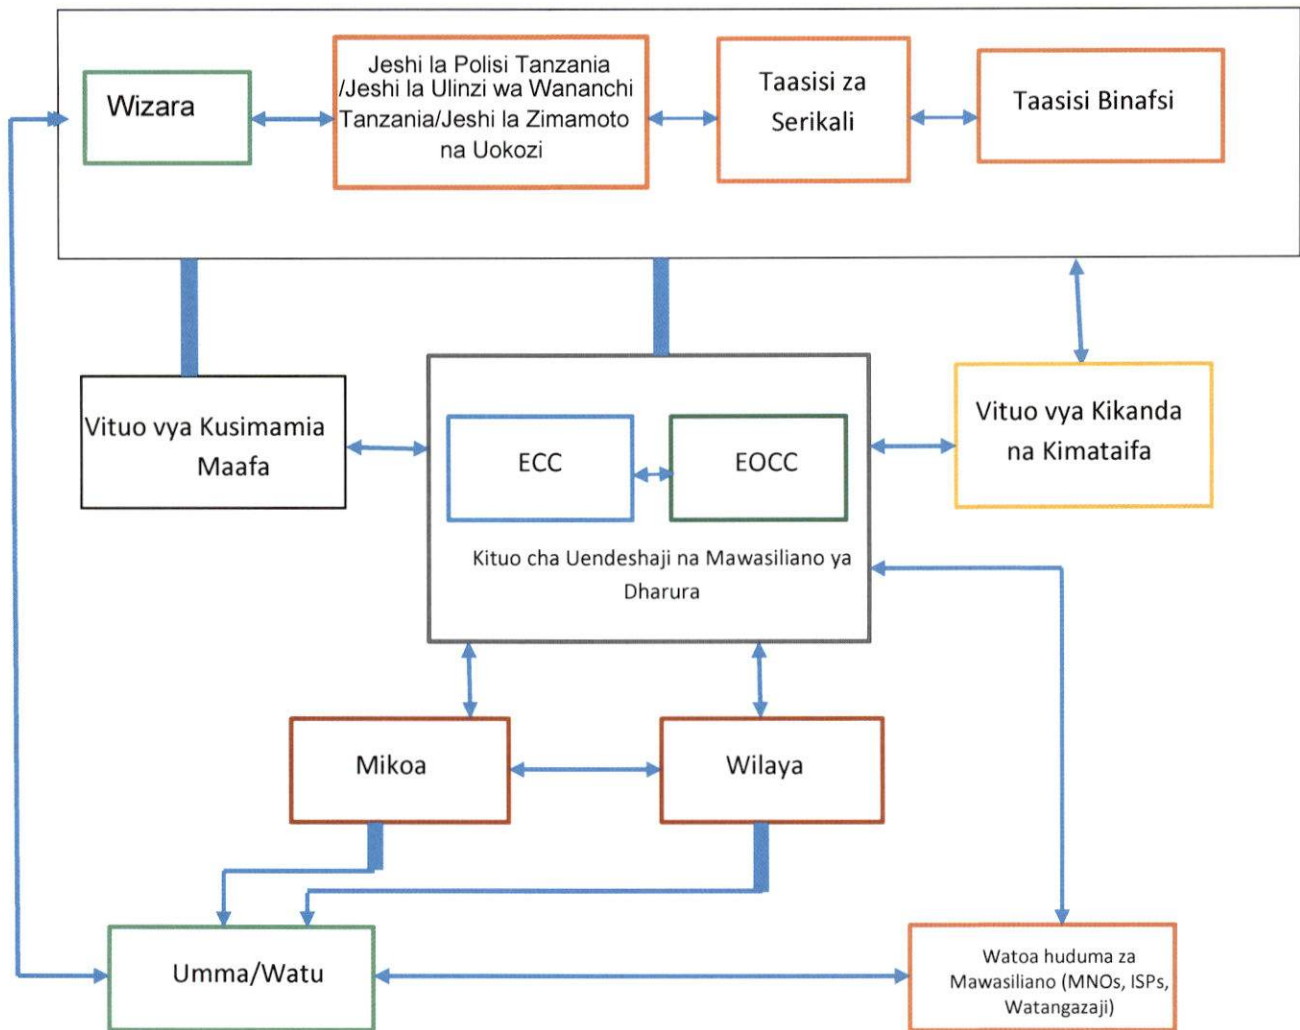 Wizara
Jeshi la Polisi Tanzania
/Jeshi la Ulinzi wa Wananchi
Tanzania/Jeshi la Zimamoto
na Uokozi
Taasisi za
Serikali
Taasisi Binafsi
Vituo vya Kusimamia
Maafa
ECC
EOCC
Kituo cha Uendeshaji na Mawasiliano ya
Dharura
Vituo vya Kikanda
na Kimataifa
Mikoa
Wilaya
Umma/Watu
Watoa huduma za
Mawasiliano (MNOs, ISPs,
Watangazaji)